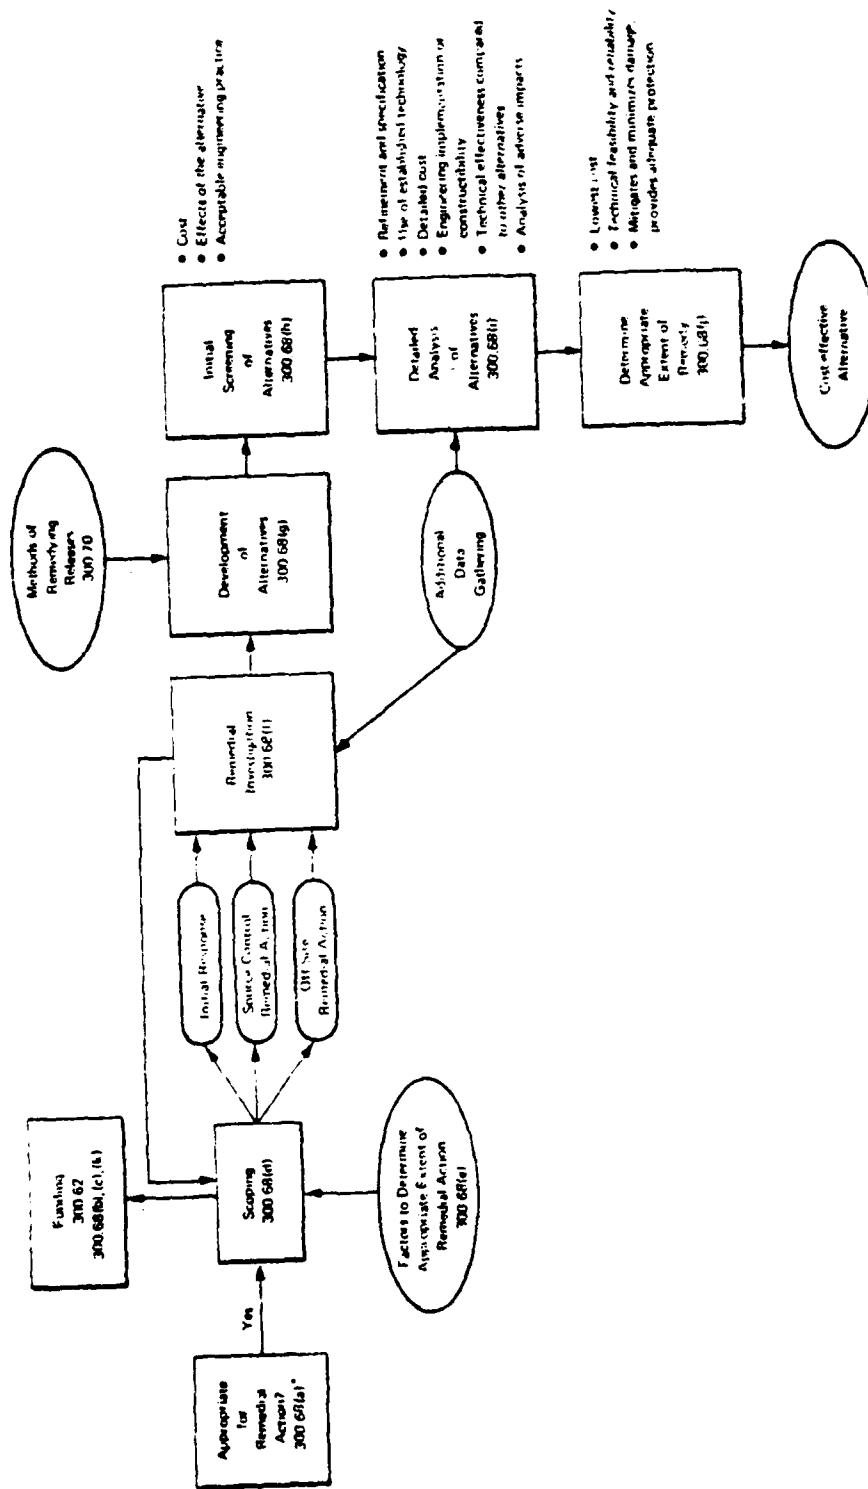 Appropriate
for
Remedial
Action?
300.68(a)*
Yes
Funding
300.62
300.68(b),(c),(k)
Scoping
300.68(d)
Factors to Determine
Appropriate Extent of
Remedial Action
300.68(e)
Initial Response
Source Control
Remedial Action
Off Site
Remedial Action
Remedial
Investigation
300.68(f)
Methods of
Remedying
Releases
300.70
Development
of
Alternatives
300.68(g)
Additional
Data
Gathering
Initial
Screening
of
Alternatives
300.68(h)
● Cost
● Effects of the alternative
● Acceptable engineering practice
Detailed
Analysis
of
Alternatives
300.68(i)
● Refinement and specification
● Use of established technology
● Detailed cost
● Engineering implementation or
constructibility
● Technical effectiveness compared
to other alternatives
● Analysis of adverse impacts
Determine
Appropriate
Extent of
Remedy
300.68(j)
● Lowest cost
● Technical feasibility and reliability
● Mitigates and minimizes damage,
provides adequate protection
Cost effective
Alternative